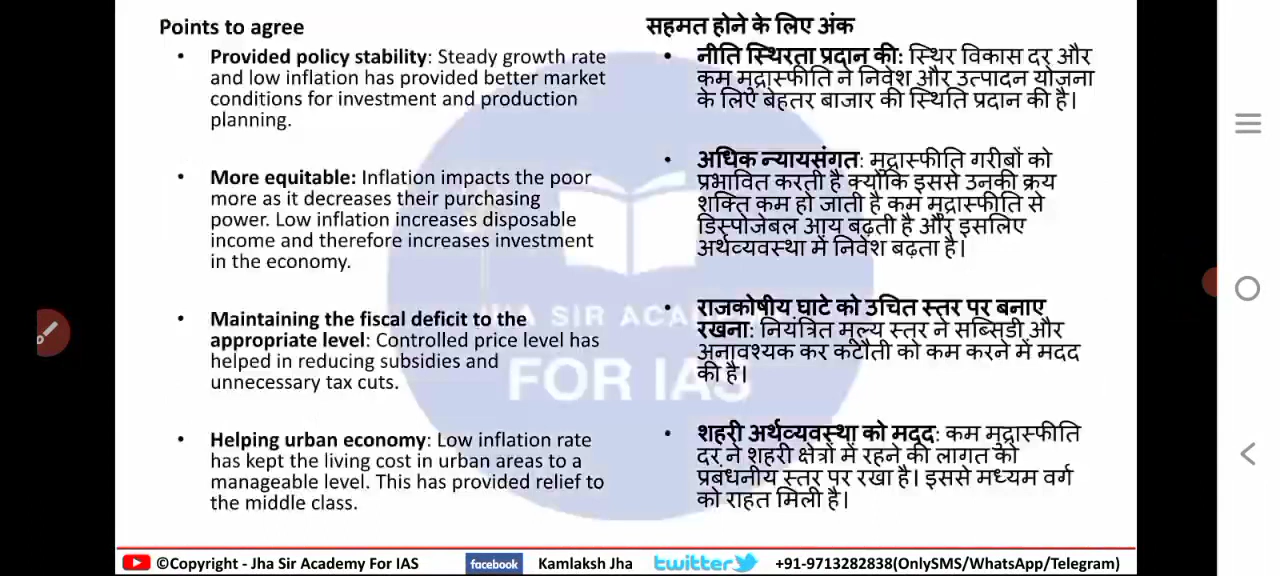 Points to agree
• Provided policy stability: Steady growth rate
and low inflation has provided better market
conditions for investment and production
planning.
• More equitable: Inflation impacts the poor
more as it decreases their purchasing
power. Low inflation increases disposable
income and therefore increases investment
in the economy.
• Maintaining the fiscal deficit to the
appropriate level: Controlled price level has
helped in reducing subsidies and
unnecessary tax cuts.
• Helping urban economy: Low inflation rate
has kept the living cost in urban areas to a
manageable level. This has provided relief to
the middle class.
सहमत होने के लिए अंक
• नीति स्थिरता प्रदान की: स्थिर विकास दर और
कम मुद्रास्फीति ने निवेश और उत्पादन योजना
के लिए बेहतर बाजार की स्थिति प्रदान की है।
• अधिक न्यायसंगत: मुद्रास्फीति गरीबों को
प्रभावित करती है क्योंकि इससे उनकी क्रय
शक्ति कम हो जाती है कम मुद्रास्फीति से
डिस्पोजेबल आय बढ़ती है और इसलिए
अर्थव्यवस्था में निवेश बढ़ता है।
• राजकोषीय घाटे को उचित स्तर पर बनाए
रखना: नियंत्रित मूल्य स्तर ने सब्सिडी और
अनावश्यक कर कटौती को कम करने में मदद
की है।
• शहरी अर्थव्यवस्था को मदद: कम मुद्रास्फीति
दर ने शहरी क्षेत्रों में रहने की लागत को
प्रबंधनीय स्तर पर रखा है। इससे मध्यम वर्ग
को राहत मिली है।
JHA SIR ACADEMY
FOR IAS
©Copyright - Jha Sir Academy For IAS facebook Kamlaksh Jha twitter +91-9713282838(OnlySMS/WhatsApp/Telegram)